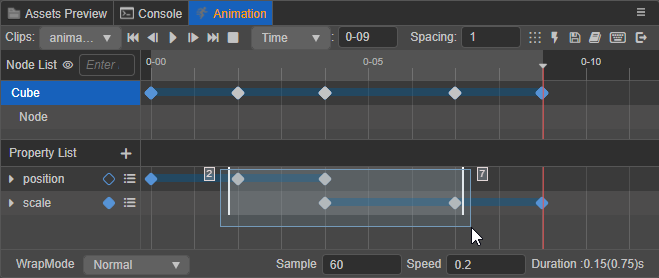 Assets Preview Console Animation
Clips: anima... Time : 0-09 Spacing: 1
Node List Enter 0-00 0-05 0-10
Cube
Node
Property List +
position 2 7
scale
WrapMode Normal Sample 60 Speed 0.2 Duration :0.15(0.75)s